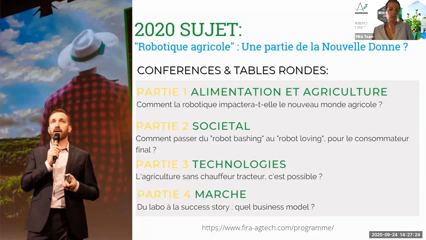 2020 SUJET:
"Robotique agricole" : Une partie de la Nouvelle Donne ?
CONFERENCES & TABLES RONDES:
PARTIE 1 ALIMENTATION ET AGRICULTURE
Comment la robotique impactera-t-elle le nouveau monde agricole ?
PARTIE 2 SOCIETAL
Comment passer du "robot bashing" au "robot loving", pour le consommateur
final ?
PARTIE 3 TECHNOLOGIES
L'agriculture sans chauffeur tracteur, c'est possible ?
PARTIE 4 MARCHE
Du labo à la success story : quel business model ?
https://www.fira-agtech.com/programme/
2020-09-24 14:27:24